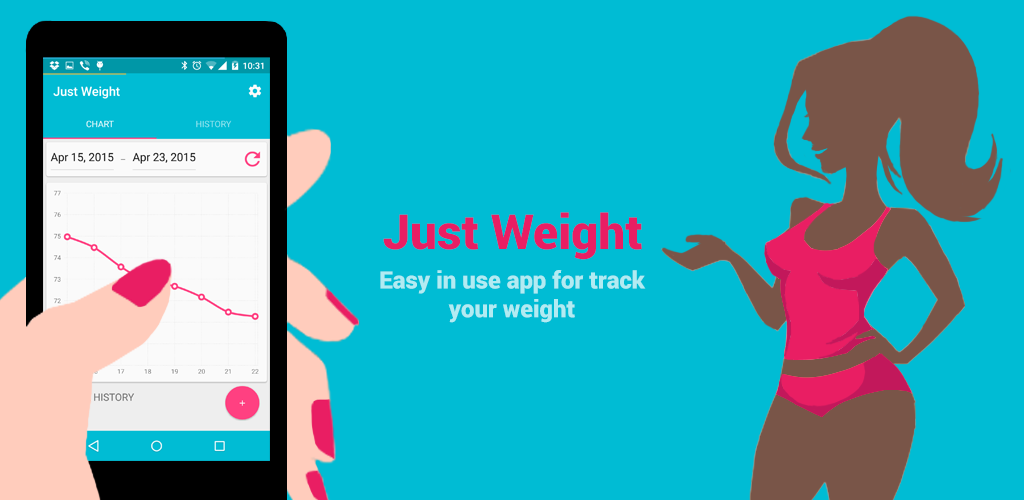 10:31
Just Weight
CHART HISTORY
Apr 15, 2015 – Apr 23, 2015
77
76
75
74
73
72
17 18 19 20 21 22
HISTORY
+
Just Weight
Easy in use app for track
your weight